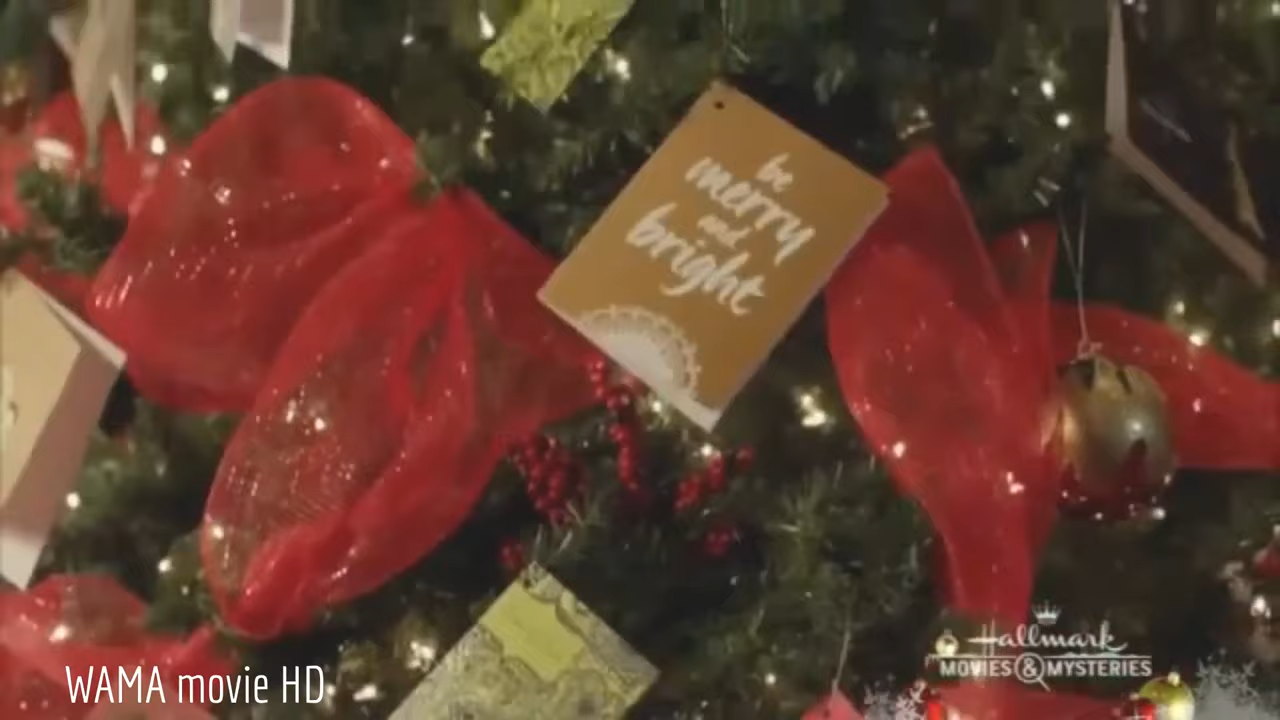 be
merry
and
bright
Hallmark
MOVIES & MYSTERIES
WAMA movie HD